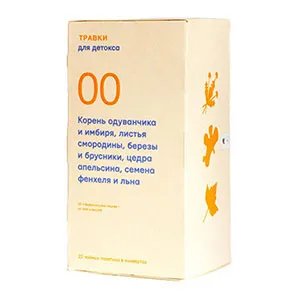 ТРАВКИ
для детокса
00
Корень одуванчика
и имбиря, листья
смородины, березы
и брусники, цедра
апельсина, семена
фенхеля и льна